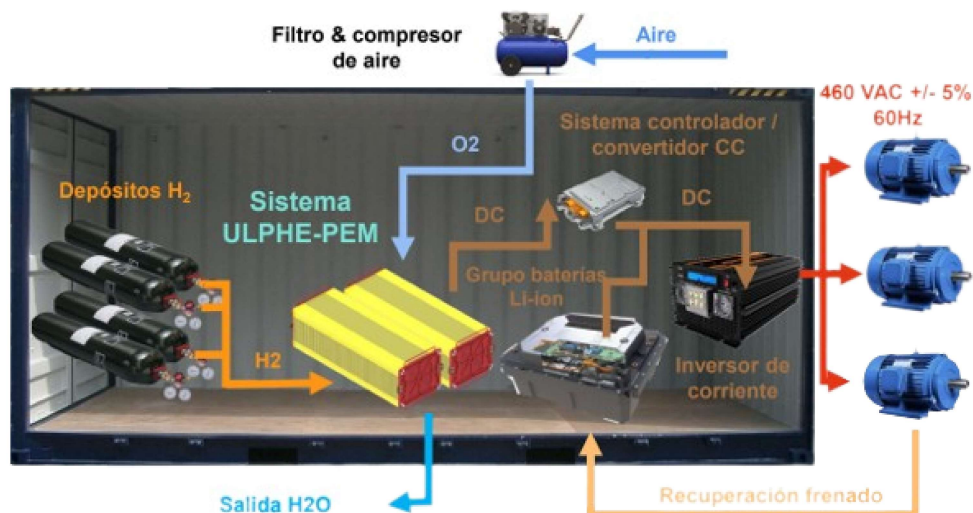 Filtro & compresor
de aire
Aire
460 VAC +/- 5%
60Hz
Sistema controlador /
convertidor CC
O2
Depósitos H₂
Sistema
ULPHE-PEM
DC
DC
Grupo baterías
Li-ion
H2
Inversor de
corriente
Salida H2O
Recuperación frenado